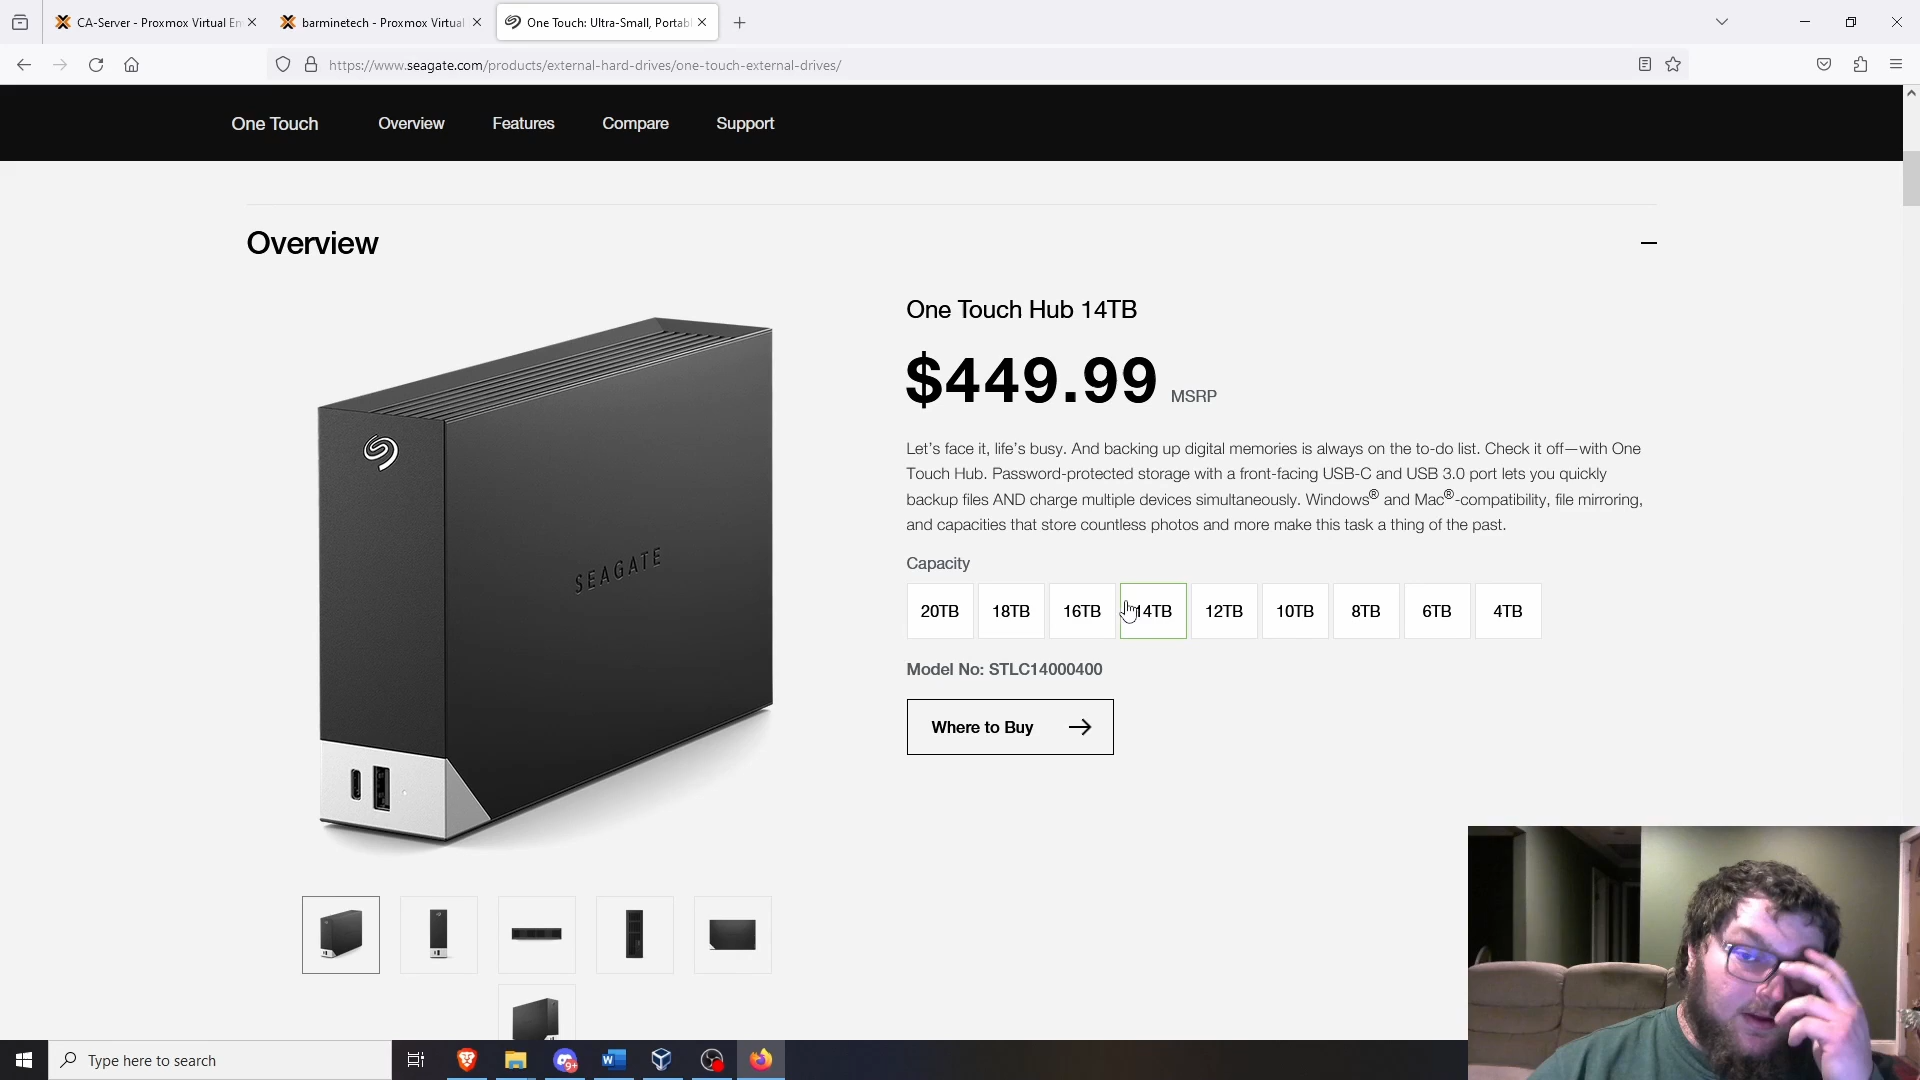 CA-Server - Proxmox Virtual En
barminetech - Proxmox Virtual
One Touch: Ultra-Small, Portabl
https://www.seagate.com/products/external-hard-drives/one-touch-external-drives/
One Touch
Overview
Features
Compare
Support
Overview
One Touch Hub 14TB
$449.99 MSRP
Let’s face it, life’s busy. And backing up digital memories is always on the to-do list. Check it off—with One
Touch Hub. Password-protected storage with a front-facing USB-C and USB 3.0 port lets you quickly
backup files AND charge multiple devices simultaneously. Windows® and Mac®-compatibility, file mirroring,
and capacities that store countless photos and more make this task a thing of the past.
Capacity
20TB
18TB
16TB
14TB
12TB
10TB
8TB
6TB
4TB
Model No: STLC14000400
Where to Buy
SEAGATE
Type here to search
9+